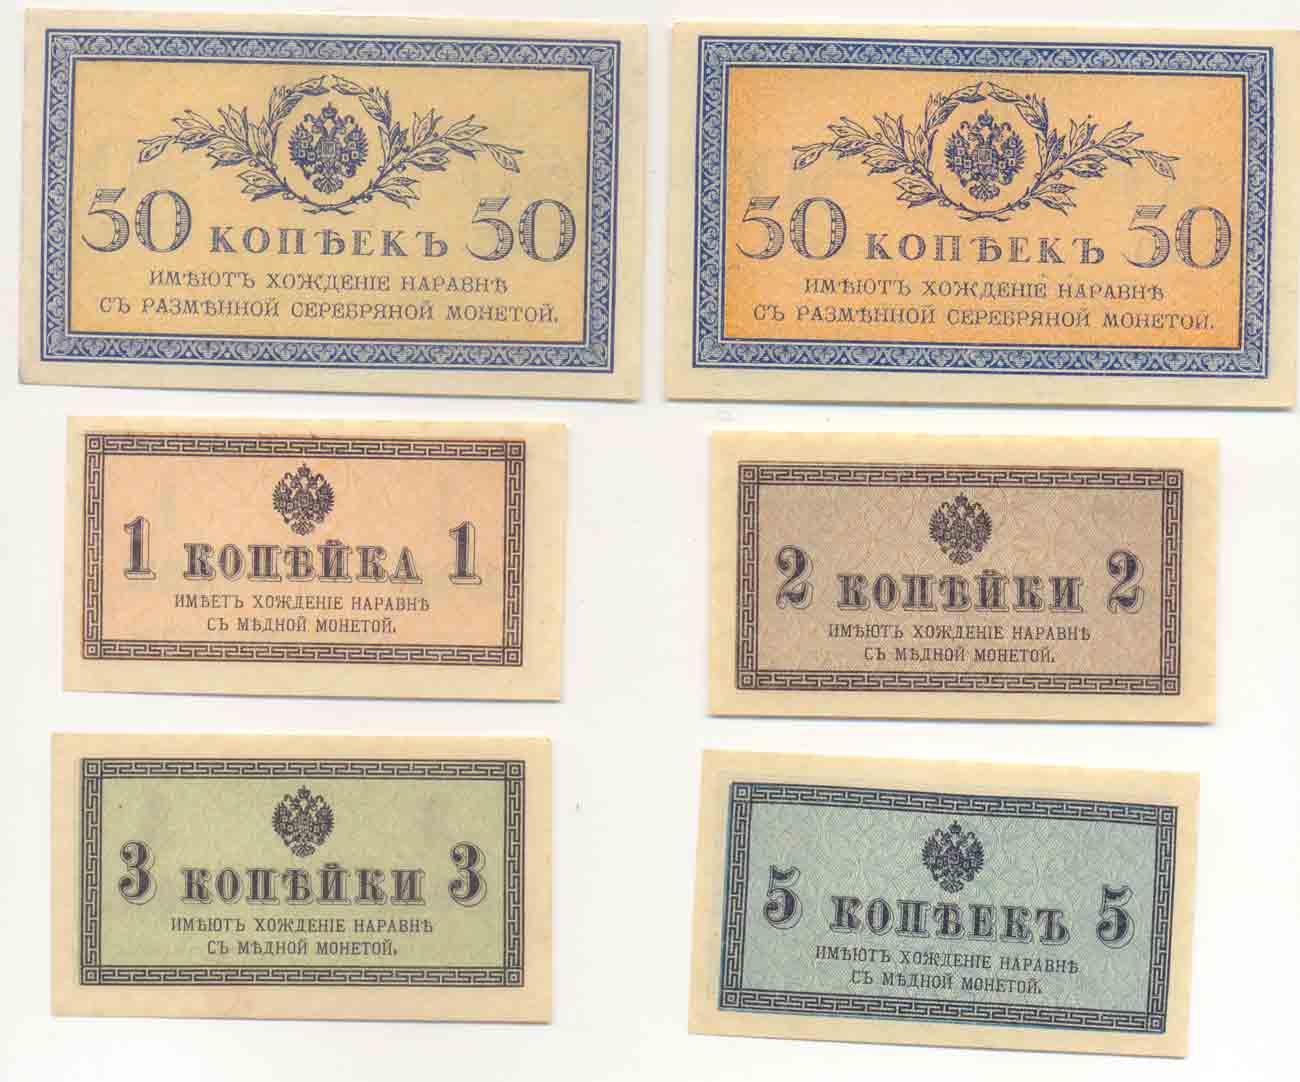 50 КОПѢЕКЪ 50
ИМѢЮТЪ ХОЖДЕНІЕ НАРАВНѢ
СЪ РАЗМѢННОЙ СЕРЕБРЯНОЙ МОНЕТОЙ.
50 КОПѢЕКЪ 50
ИМѢЮТЪ ХОЖДЕНІЕ НАРАВНѢ
СЪ РАЗМѢННОЙ СЕРЕБРЯНОЙ МОНЕТОЙ.
1 КОПѢЙКА 1
ИМѢЕТЪ ХОЖДЕНІЕ НАРАВНѢ
СЪ МѢДНОЙ МОНЕТОЙ.
2 КОПѢЙКИ 2
ИМѢЮТЪ ХОЖДЕНІЕ НАРАВНѢ
СЪ МѢДНОЙ МОНЕТОЙ.
3 КОПѢЙКИ 3
ИМѢЮТЪ ХОЖДЕНІЕ НАРАВНѢ
СЪ МѢДНОЙ МОНЕТОЙ.
5 КОПѢЕКЪ 5
ИМѢЮТЪ ХОЖДЕНІЕ НАРАВНѢ
СЪ МѢДНОЙ МОНЕТОЙ.